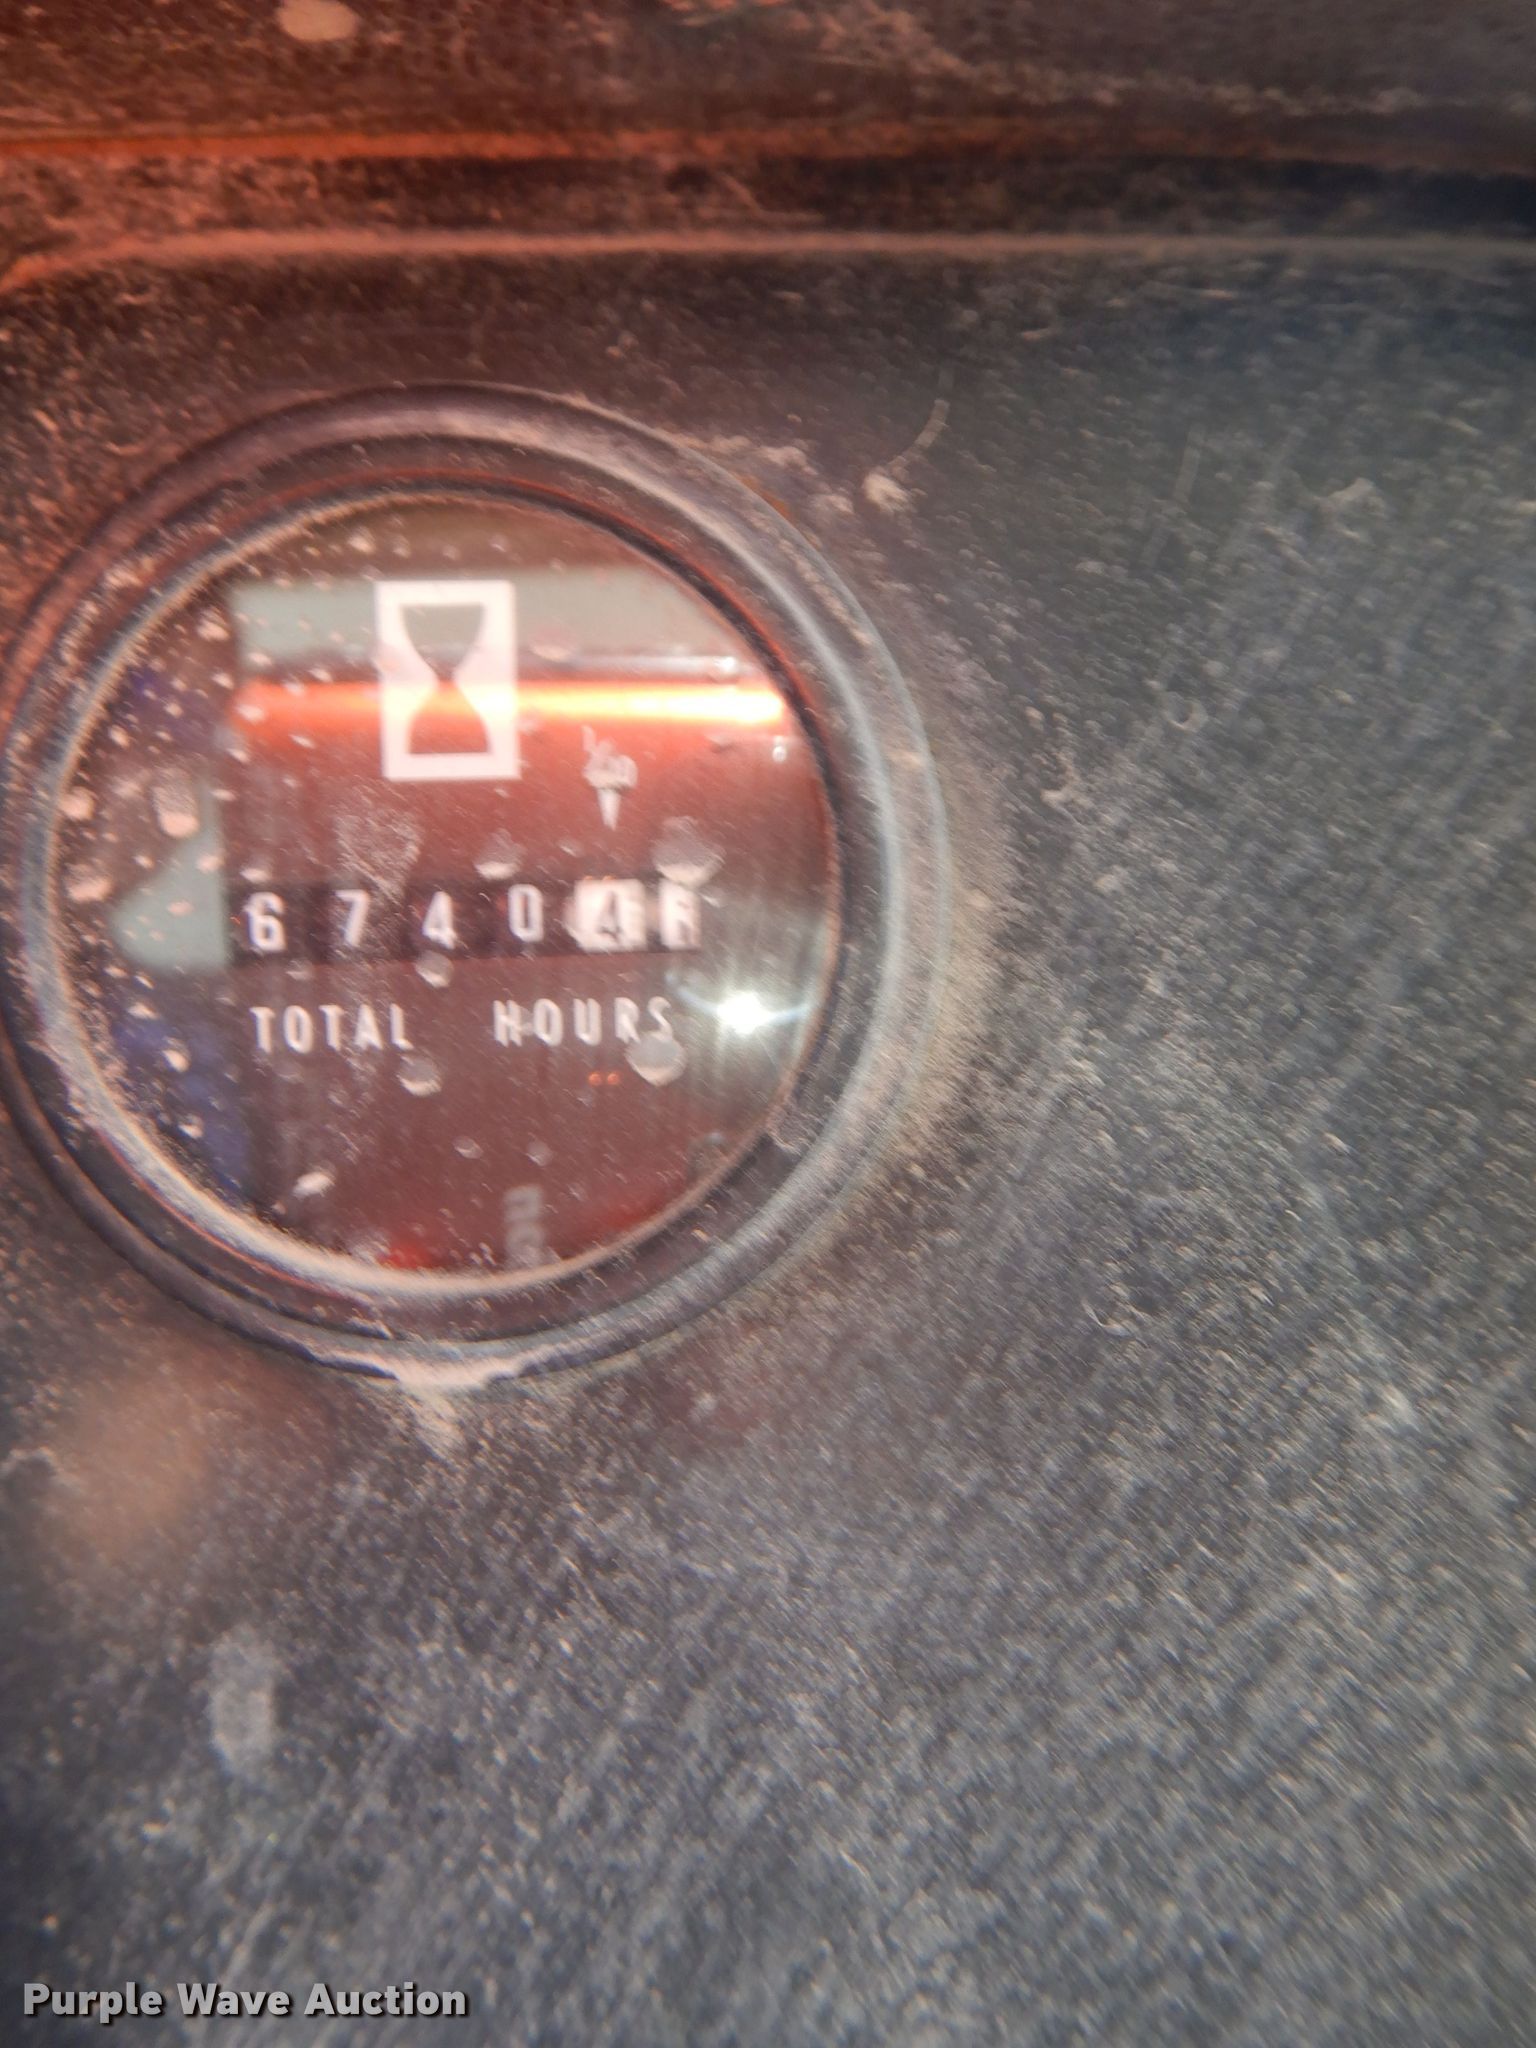 6 7 4 0 4
TOTAL HOURS
Purple Wave Auction